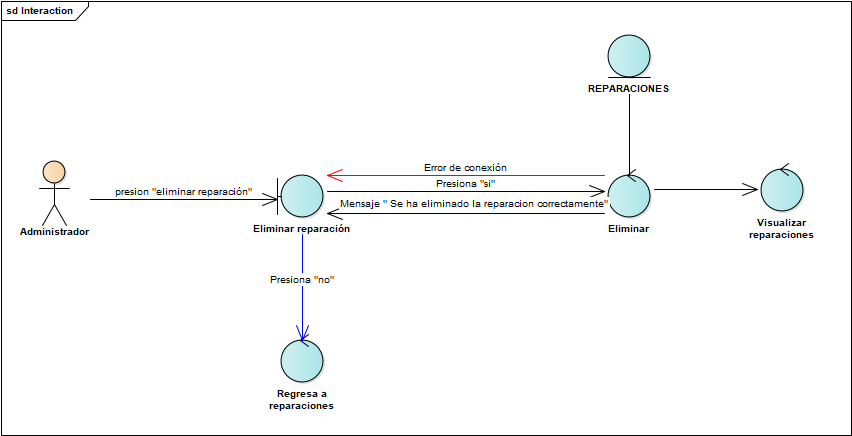 sd Interaction
REPARACIONES
Error de conexión
Presiona "si"
presion "eliminar reparación"
Mensaje " Se ha eliminado la reparacion correctamente"
Administrador
Eliminar reparación
Eliminar
Visualizar
reparaciones
Presiona "no"
Regresa a
reparaciones